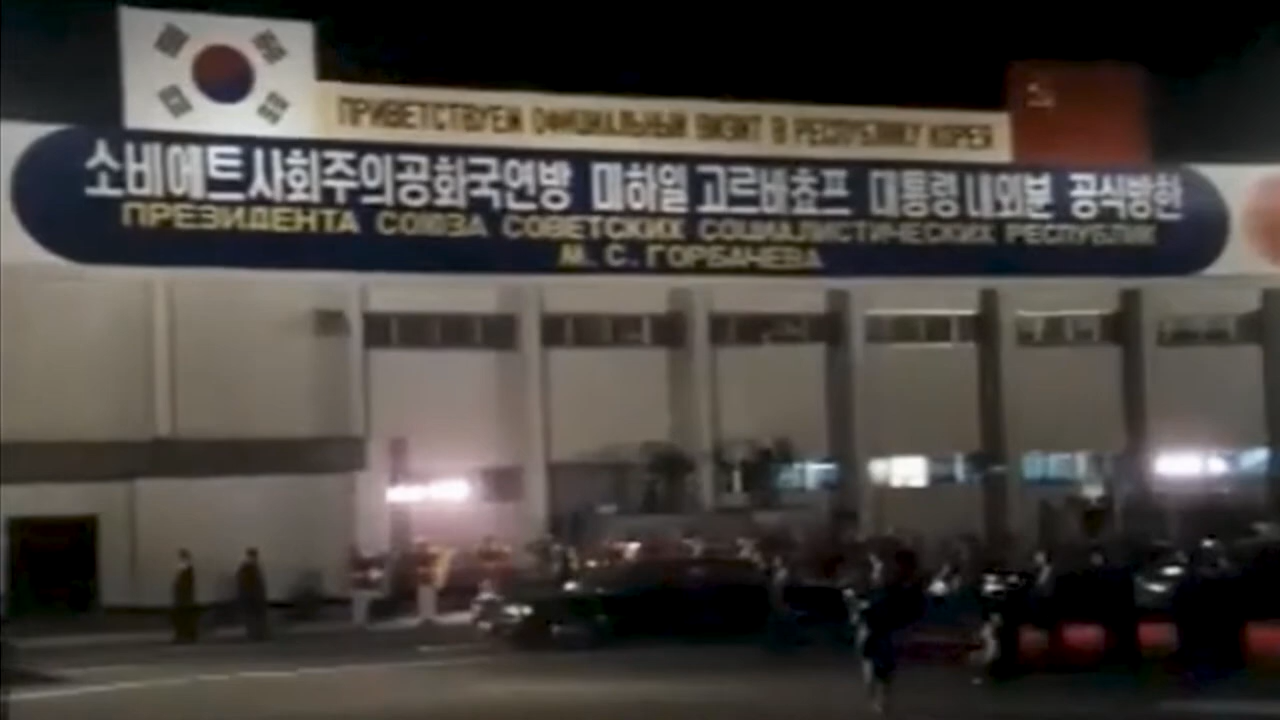 ПРИВЕТСТВУЕМ ОФИЦИАЛЬНЫЙ ВИЗИТ В РЕСПУБЛИКУ КОРЕЯ
소비에트사회주의공화국연방 미하일 고르바쵸프 대통령 내외분 공식방한
ПРЕЗИДЕНТА СОЮЗА СОВЕТСКИХ СОЦИАЛИСТИЧЕСКИХ РЕСПУБЛИК
М. С. ГОРБАЧЕВА